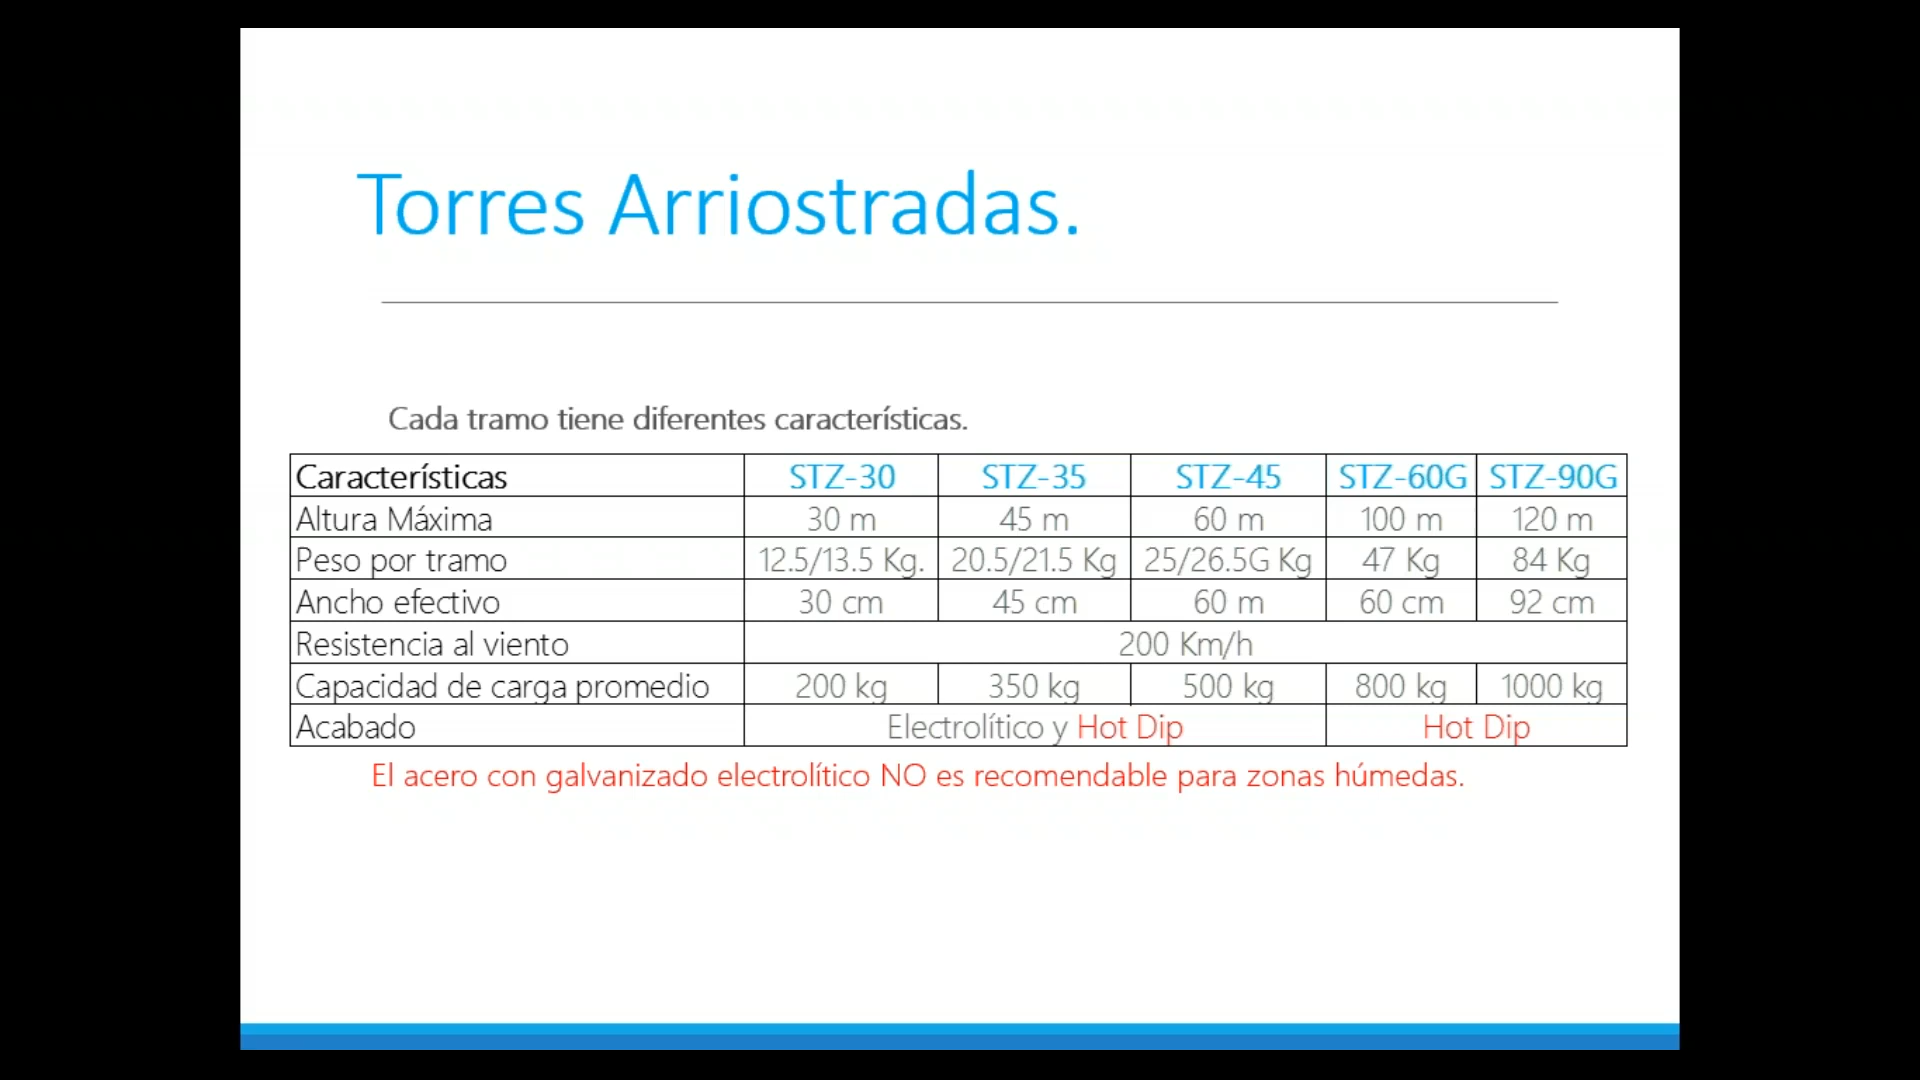 Torres Arriostradas.
Cada tramo tiene diferentes características.
Características STZ-30 STZ-35 STZ-45 STZ-60G STZ-90G
Altura Máxima 30 m 45 m 60 m 100 m 120 m
Peso por tramo 12.5/13.5 Kg. 20.5/21.5 Kg 25/26.5G Kg 47 Kg 84 Kg
Ancho efectivo 30 cm 45 cm 60 m 60 cm 92 cm
Resistencia al viento 200 Km/h
Capacidad de carga promedio 200 kg 350 kg 500 kg 800 kg 1000 kg
Acabado Electrolítico y Hot Dip Hot Dip
El acero con galvanizado electrolítico NO es recomendable para zonas húmedas.